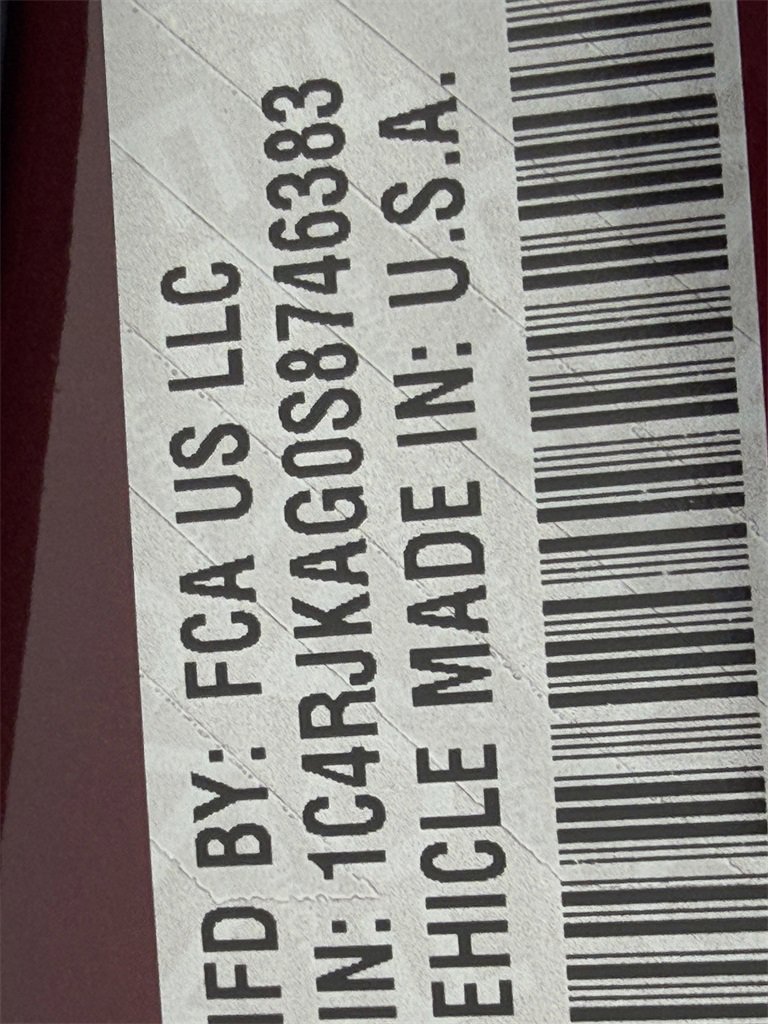 IFD BY: FCA US LLC
IN: 1C4RJKAG0S8746383
EHICLE MADE IN: U.S.A.